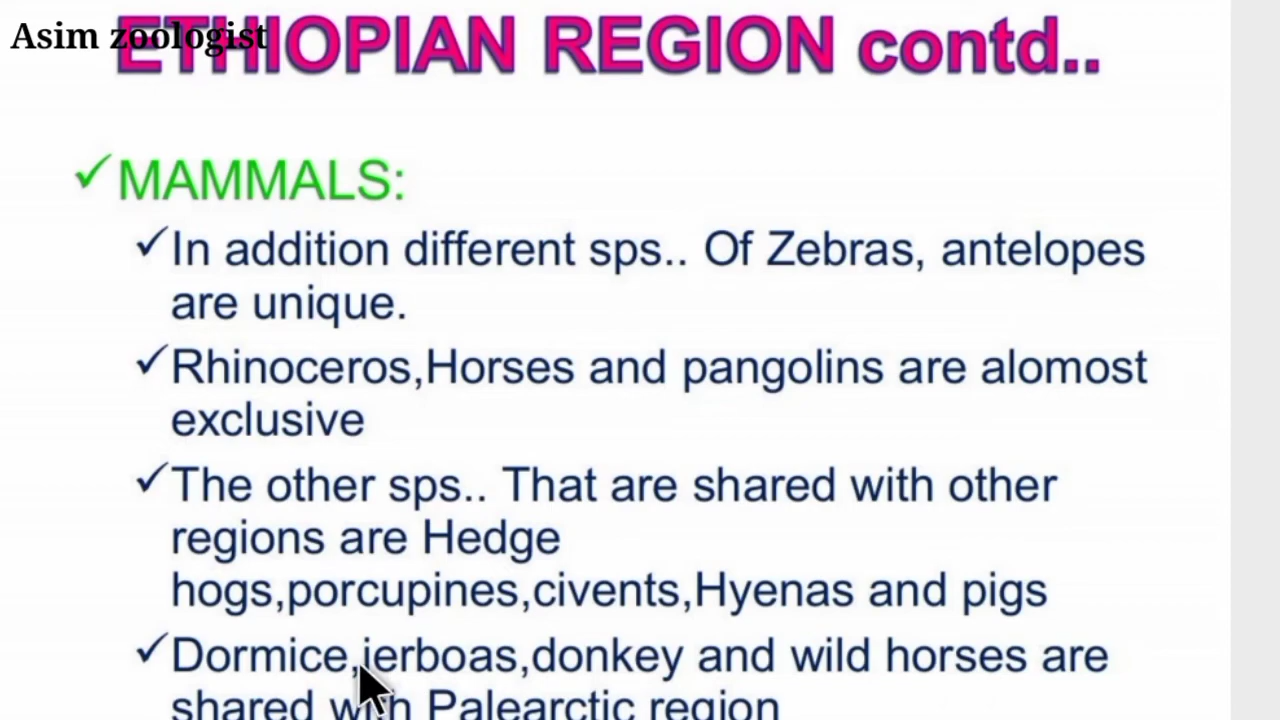 Asim zoologist
ETHIOPIAN REGION contd..
✓MAMMALS:
✓In addition different sps.. Of Zebras, antelopes
are unique.
✓Rhinoceros,Horses and pangolins are alomost
exclusive
✓The other sps.. That are shared with other
regions are Hedge
hogs,porcupines,civents,Hyenas and pigs
✓Dormice,jerboas,donkey and wild horses are
shared with Palearctic region